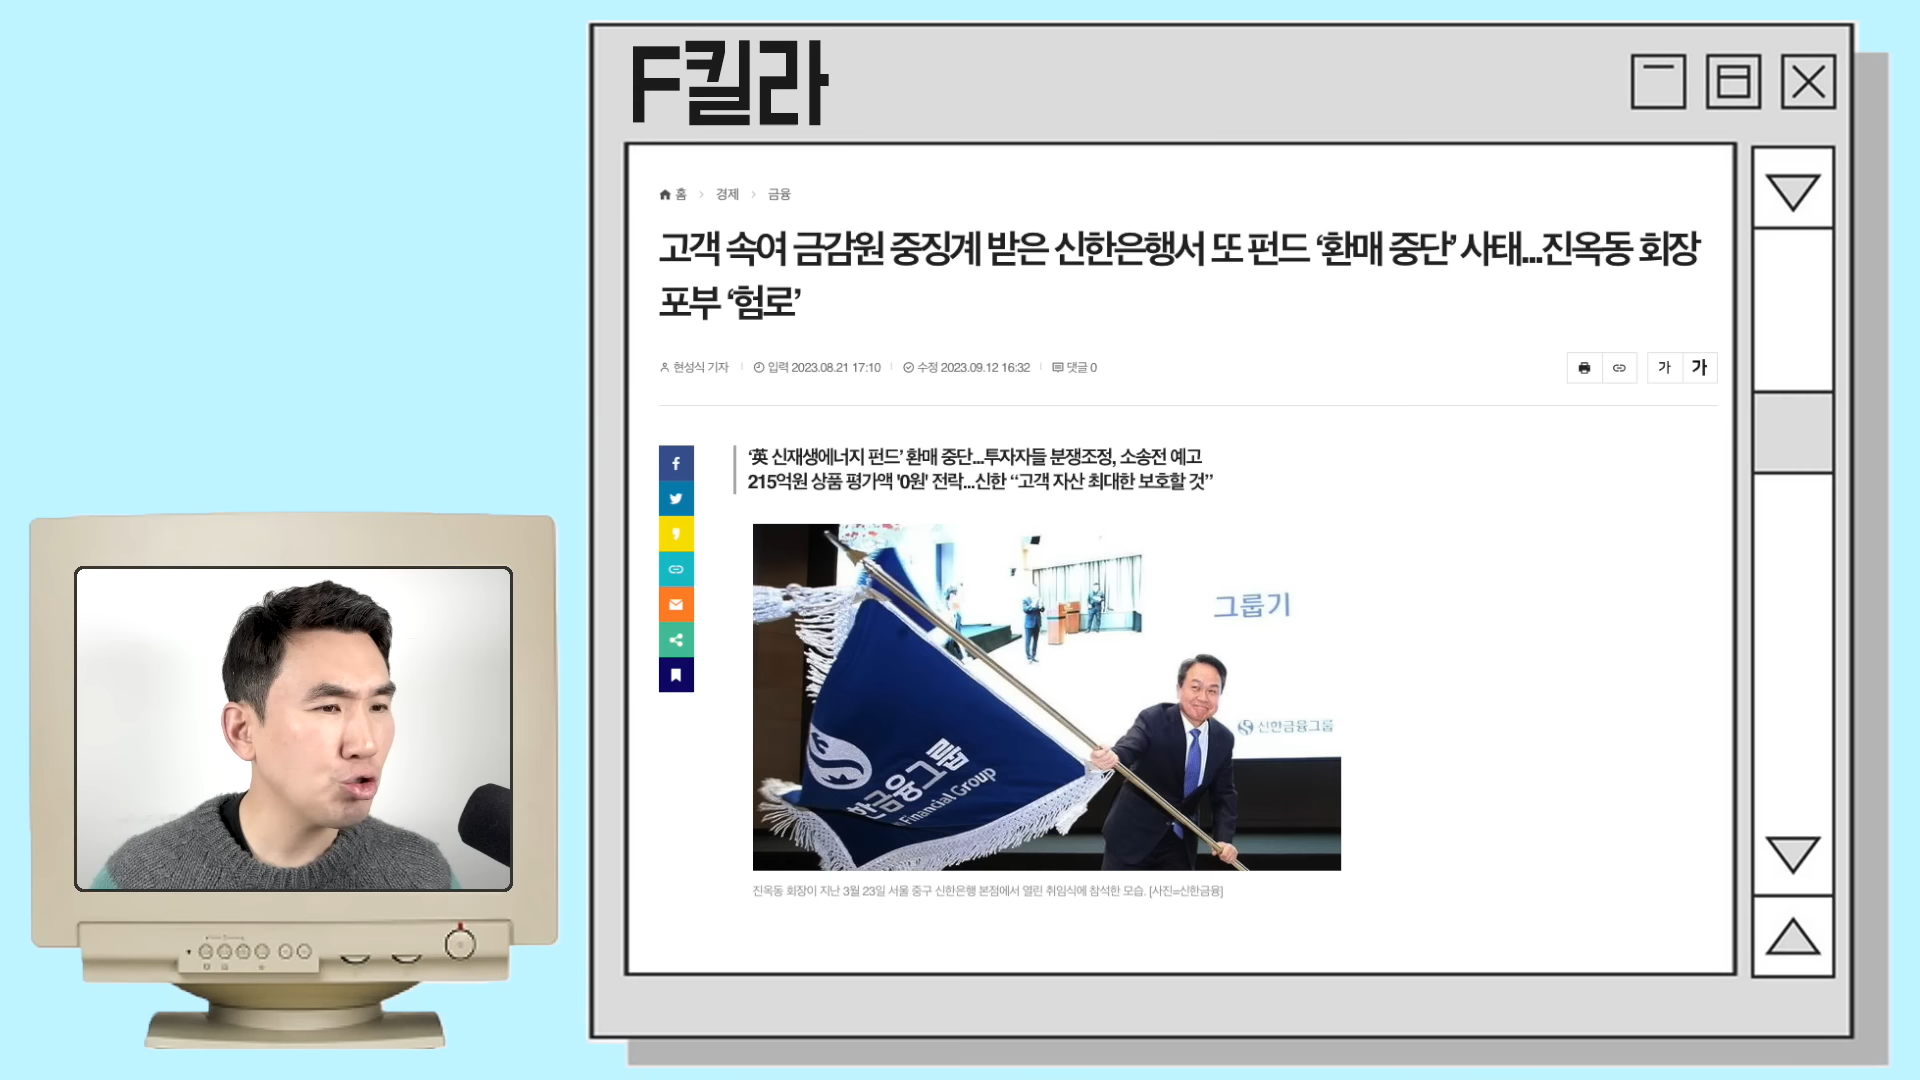 F킬라
홈 > 경제 > 금융
고객 속여 금감원 중징계 받은 신한은행서 또 펀드 ‘환매 중단’ 사태...진옥동 회장
포부 ‘험로’
현성식 기자 | 입력 2023.08.21 17:10 | 수정 2023.09.12 16:32 | 댓글 0
가 가
‘英 신재생에너지 펀드’ 환매 중단...투자자들 분쟁조정, 소송전 예고
215억원 상품 평가액 '0원' 전락...신한 “고객 자산 최대한 보호할 것”
그룹기
신한금융그룹
한금융그룹
Financial Group
진옥동 회장이 지난 3월 23일 서울 중구 신한은행 본점에서 열린 취임식에 참석한 모습. [사진=신한금융]